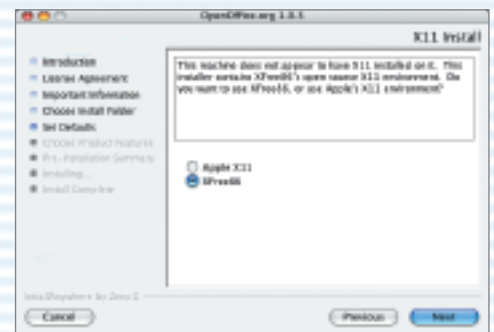 OpenOffice.org 1.0.3
X11 Install
Introduction
License Agreement
Important Information
Choose Install Folder
Set Defaults
Choose Product Features
Pre-Installation Summary
Installing...
Install Complete
This machine does not appear to have X11 installed on it. This
installer contains XFree86's open source X11 environment. Do
you want to use XFree86, or use Apple's X11 environment?
Apple X11
XFree86
InstallAnywhere by Zero G
Cancel
Previous
Next